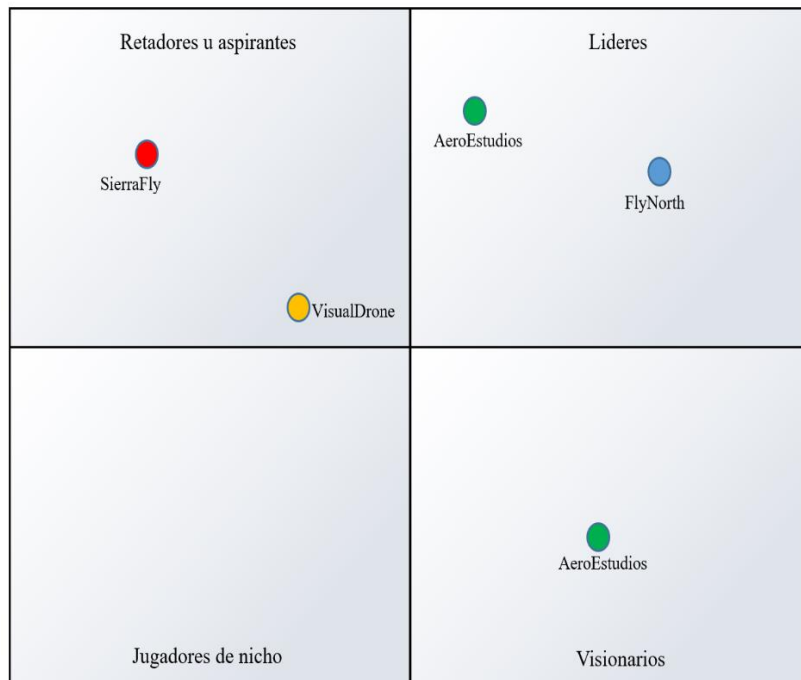 Retadores u aspirantes
Lideres
AeroEstudios
SierraFly
FlyNorth
VisualDrone
AeroEstudios
Jugadores de nicho
Visionarios